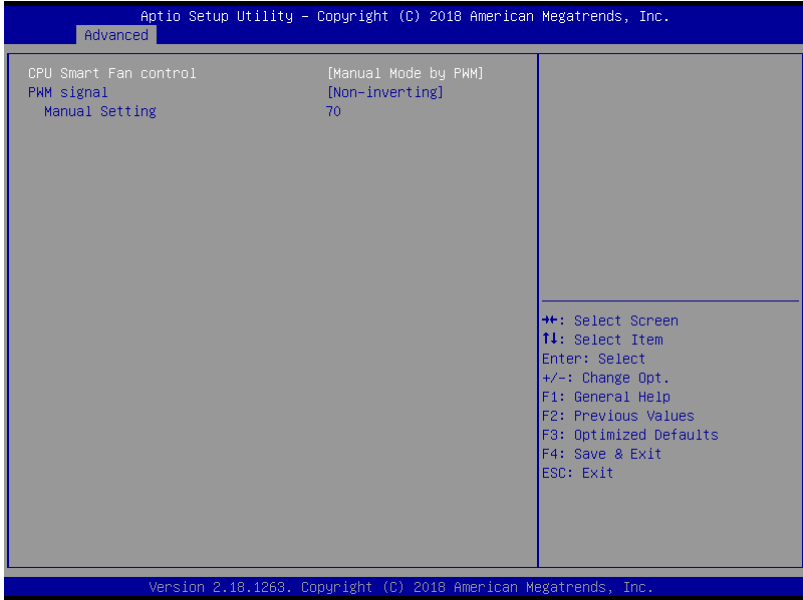 Aptio Setup Utility – Copyright (C) 2018 American Megatrends, Inc.
Advanced
CPU Smart Fan control [Manual Mode by PWM]
PWM signal [Non-inverting]
Manual Setting 70
→←: Select Screen
↑↓: Select Item
Enter: Select
+/-: Change Opt.
F1: General Help
F2: Previous Values
F3: Optimized Defaults
F4: Save & Exit
ESC: Exit
Version 2.18.1263. Copyright (C) 2018 American Megatrends, Inc.